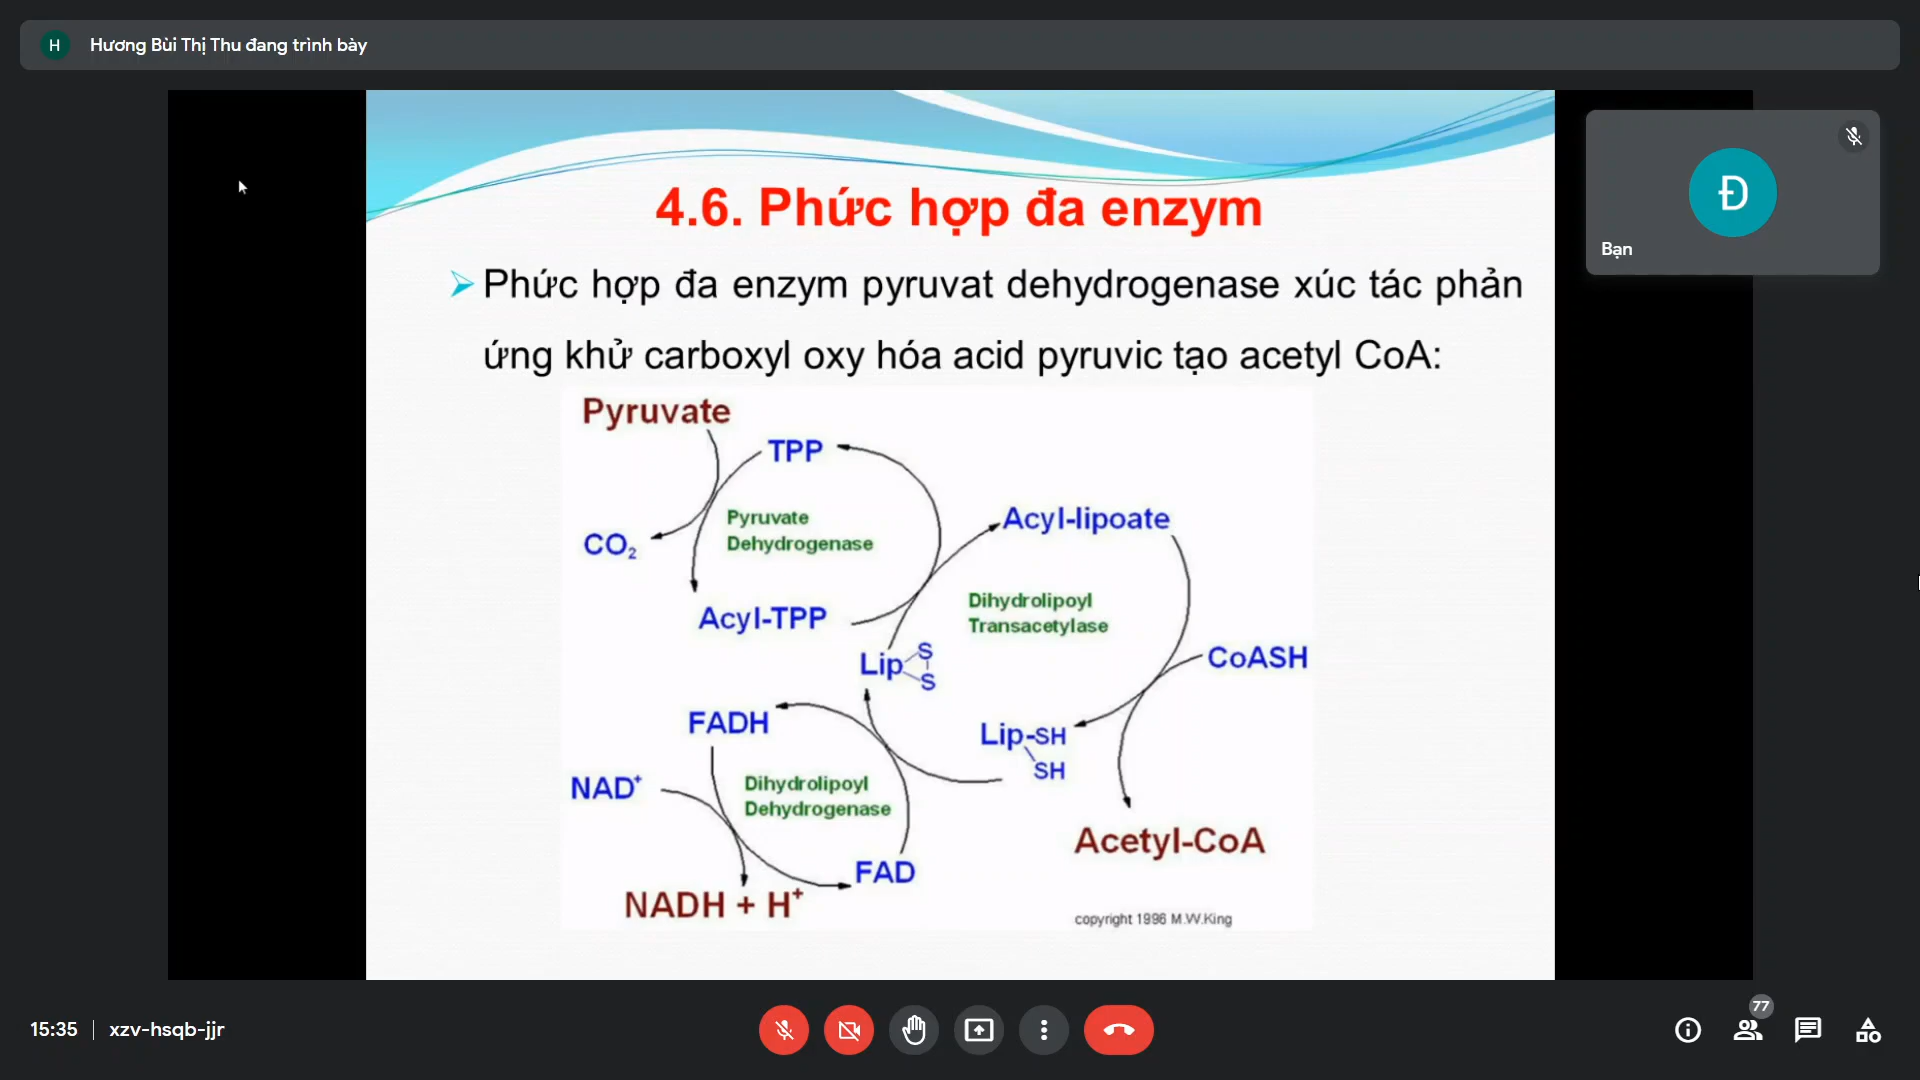 H
Hương Bùi Thị Thu đang trình bày
Đ
Bạn
4.6. Phức hợp đa enzym
Phức hợp đa enzym pyruvat dehydrogenase xúc tác phản
ứng khử carboxyl oxy hóa acid pyruvic tạo acetyl CoA:
Pyruvate
TPP
Pyruvate
Dehydrogenase
CO₂
Acyl-lipoate
Acyl-TPP
Dihydrolipoyl
Transacetylase
Lip S
S
CoASH
FADH
Lip-SH
SH
NAD⁺
Dihydrolipoyl
Dehydrogenase
Acetyl-CoA
FAD
NADH + H⁺
copyright 1996 M.W.King
15:35 | xzv-hsqb-jjr
77